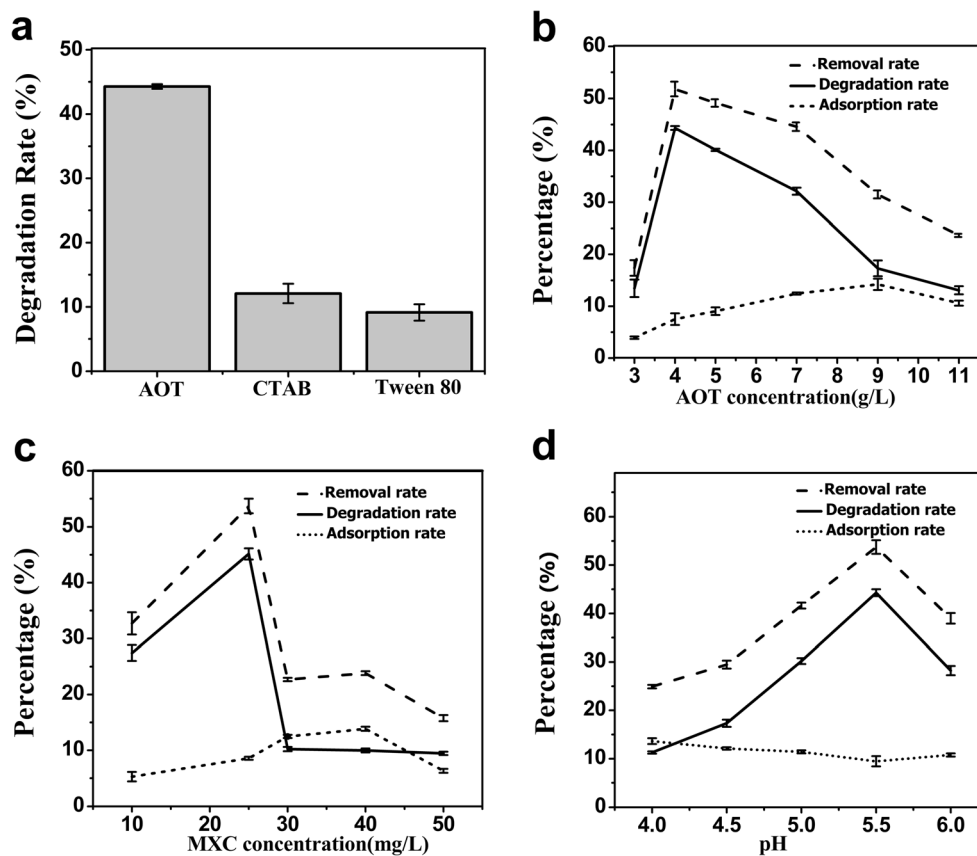 a
Degradation Rate (%)
50
40
30
20
10
0
AOT CTAB Tween 80
b
Percentage (%)
60
50
40
30
20
10
0
Removal rate
Degradation rate
Adsorption rate
3 4 5 6 7 8 9 10 11
AOT concentration(g/L)
c
Percentage (%)
60
50
40
30
20
10
0
Removal rate
Degradation rate
Adsorption rate
10 20 30 40 50
MXC concentration(mg/L)
d
Percentage (%)
60
50
40
30
20
10
0
Removal rate
Degradation rate
Adsorption rate
4.0 4.5 5.0 5.5 6.0
pH